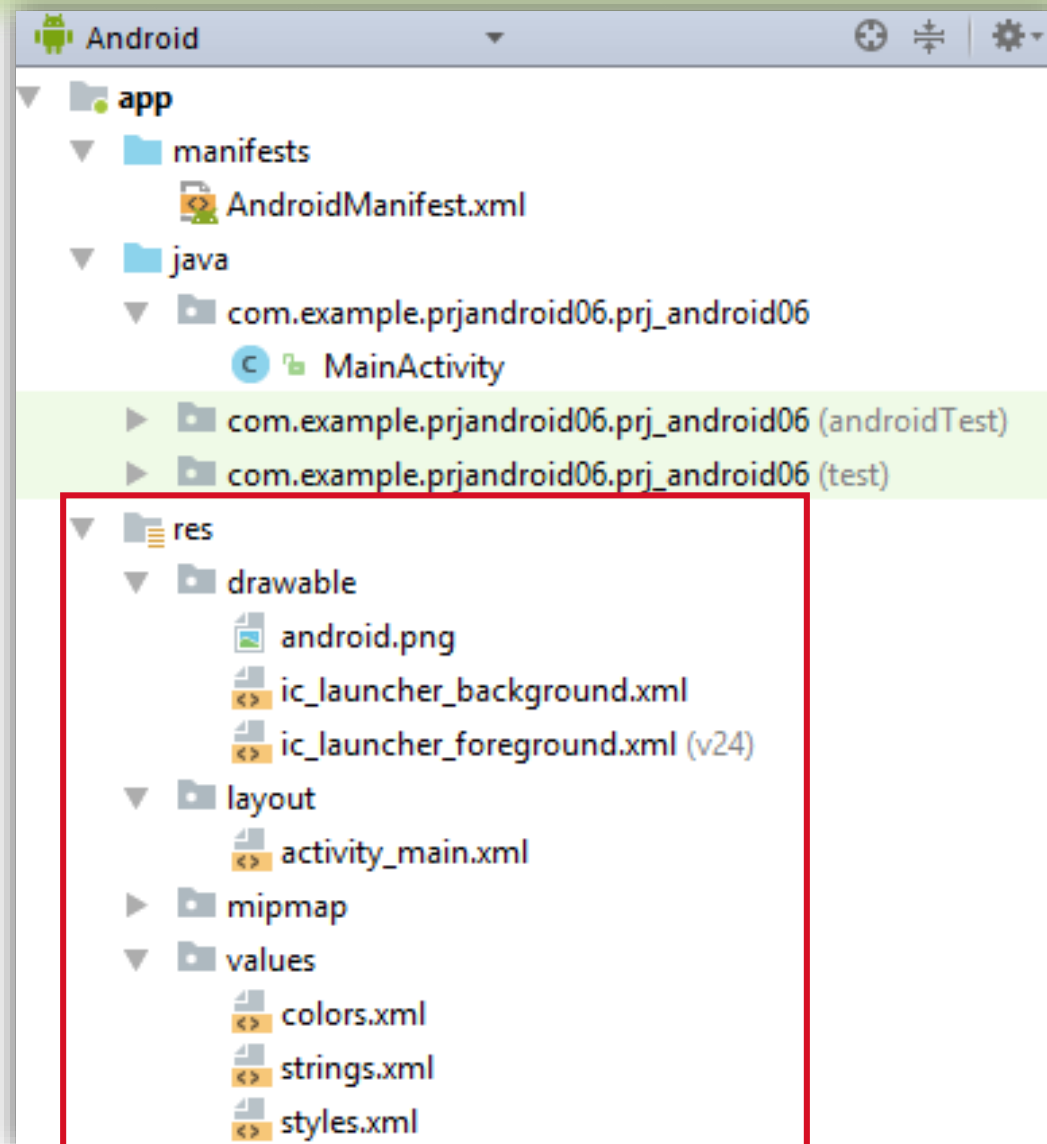 Android
app
manifests
AndroidManifest.xml
java
com.example.prjandroid06.prj_android06
C MainActivity
com.example.prjandroid06.prj_android06 (androidTest)
com.example.prjandroid06.prj_android06 (test)
res
drawable
android.png
ic_launcher_background.xml
ic_launcher_foreground.xml (v24)
layout
activity_main.xml
mipmap
values
colors.xml
strings.xml
styles.xml